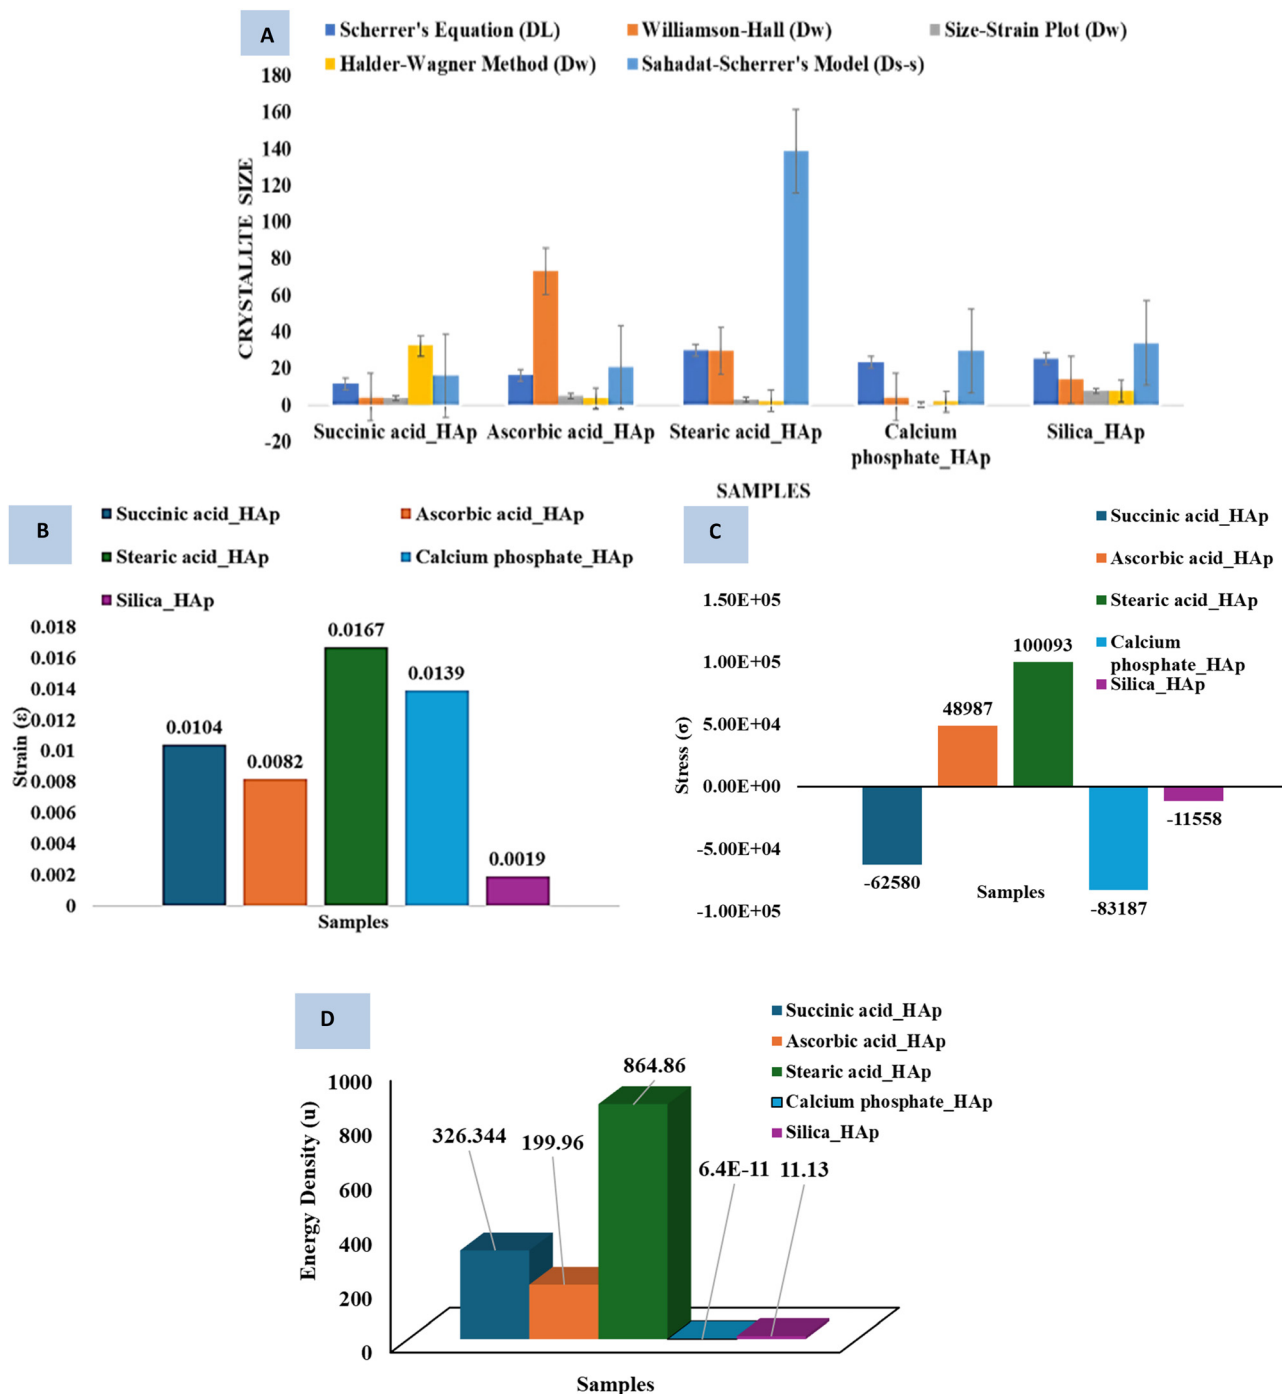 A
Scherrer's Equation (DL)
Williamson-Hall (Dw)
Size-Strain Plot (Dw)
Halder-Wagner Method (Dw)
Sahadat-Scherrer's Model (Ds-s)
CRYSTALLTE SIZE
180
160
140
120
100
80
60
40
20
0
-20
Succinic acid_HAp
Ascorbic acid_HAp
Stearic acid_HAp
Calcium
phosphate_HAp
Silica_HAp
SAMPLES
B
Succinic acid_HAp
Ascorbic acid_HAp
Stearic acid_HAp
Calcium phosphate_HAp
Silica_HAp
Strain (ε)
0.018
0.016
0.014
0.012
0.01
0.008
0.006
0.004
0.002
0
0.0104
0.0082
0.0167
0.0139
0.0019
Samples
C
Succinic acid_HAp
Ascorbic acid_HAp
Stearic acid_HAp
Calcium
phosphate_HAp
Silica_HAp
Stress (σ)
1.50E+05
1.00E+05
5.00E+04
0.00E+00
-5.00E+04
-1.00E+05
-62580
48987
100093
-83187
-11558
Samples
D
Succinic acid_HAp
Ascorbic acid_HAp
Stearic acid_HAp
Calcium phosphate_HAp
Silica_HAp
Energy Density (u)
1000
800
600
400
200
0
326.344
199.96
864.86
6.4E-11
11.13
Samples